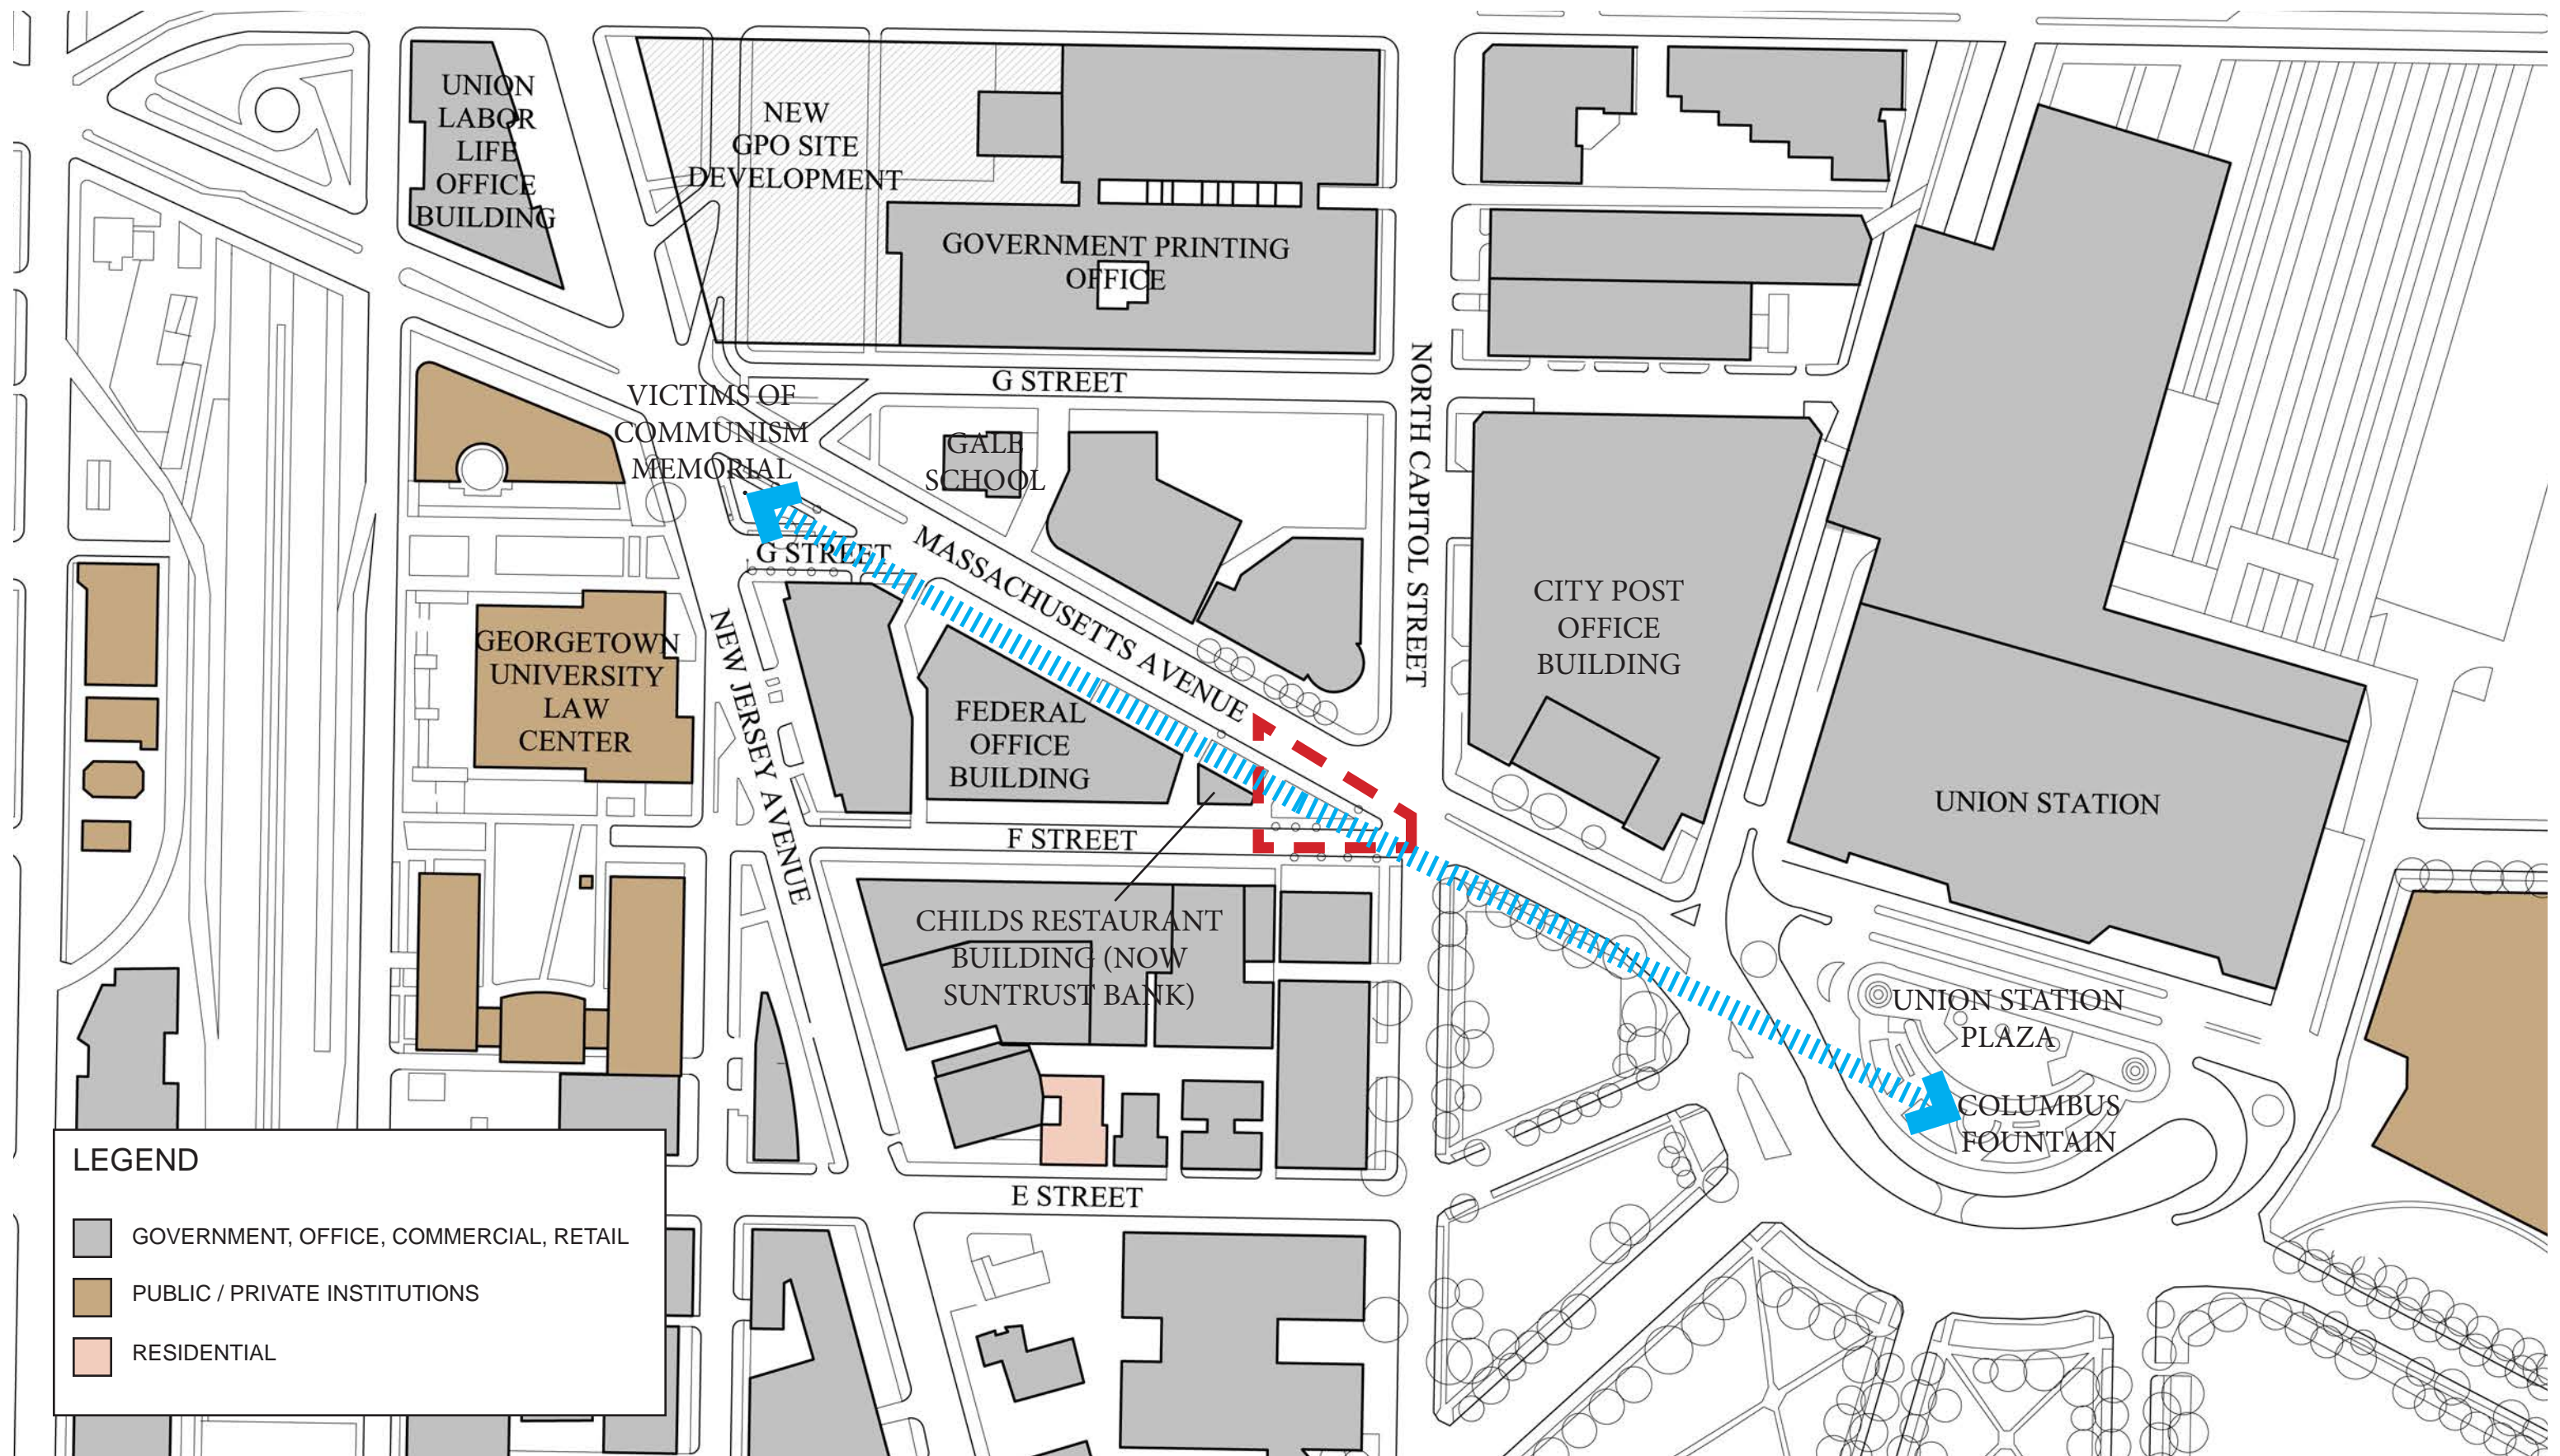 UNION
LABOR
LIFE
OFFICE
BUILDING
NEW
GPO SITE
DEVELOPMENT
GOVERNMENT PRINTING
OFFICE
G STREET
VICTIMS OF
COMMUNISM
MEMORIAL
GALE
SCHOOL
NORTH CAPITOL STREET
G STREET
MASSACHUSETTS AVENUE
CITY POST
OFFICE
BUILDING
GEORGETOWN
UNIVERSITY
LAW
CENTER
NEW JERSEY AVENUE
FEDERAL
OFFICE
BUILDING
UNION STATION
F STREET
CHILDS RESTAURANT
BUILDING (NOW
SUNTRUST BANK)
UNION STATION
PLAZA
COLUMBUS
FOUNTAIN
E STREET
LEGEND
GOVERNMENT, OFFICE, COMMERCIAL, RETAIL
PUBLIC / PRIVATE INSTITUTIONS
RESIDENTIAL